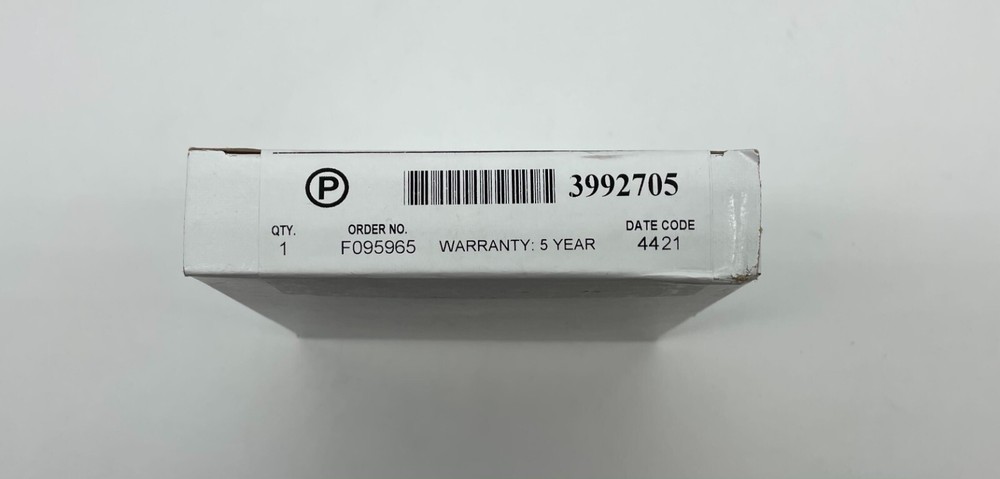 P 3992705
QTY. ORDER NO. DATE CODE
1 F095965 WARRANTY: 5 YEAR 4421